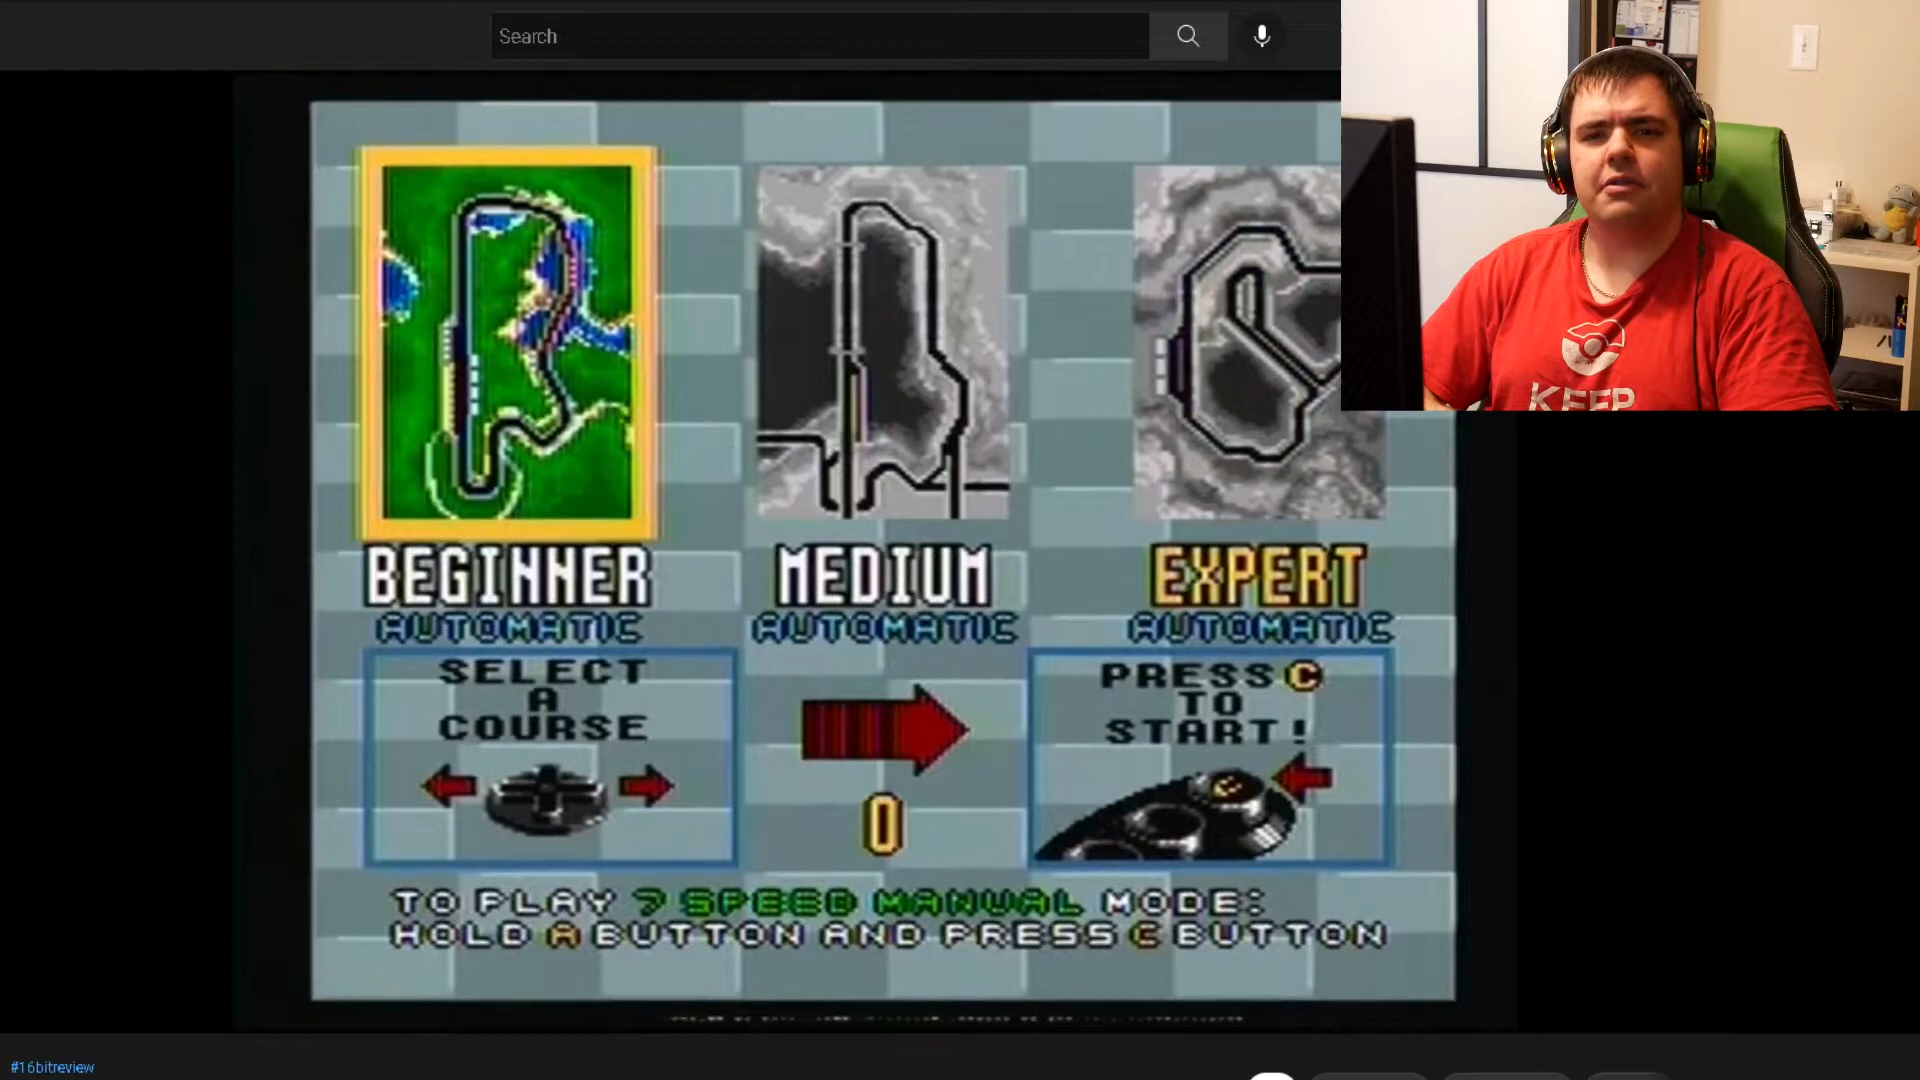 Search
KEEP
BEGINNER
MEDIUM
EXPERT
AUTOMATIC
AUTOMATIC
AUTOMATIC
SELECT
A
COURSE
PRESS C
TO
START!
C
0
TO PLAY 7 SPEED MANUAL MODE:
HOLD A BUTTON AND PRESS C BUTTON
#16bitreview